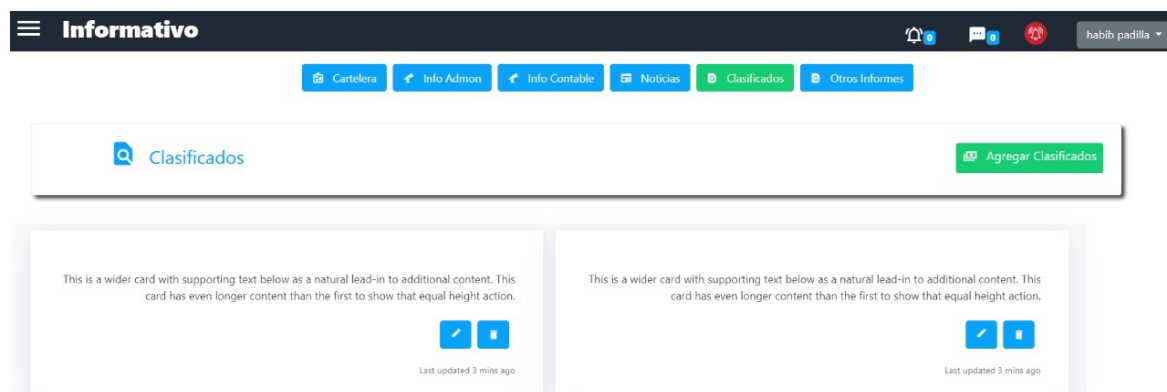 Informativo
0
0
habib padilla
Cartelera
Info Admon
Info Contable
Noticias
Clasificados
Otros Informes
Clasificados
Agregar Clasificados
This is a wider card with supporting text below as a natural lead-in to additional content. This
card has even longer content than the first to show that equal height action.
Last updated 3 mins ago
This is a wider card with supporting text below as a natural lead-in to additional content. This
card has even longer content than the first to show that equal height action.
Last updated 3 mins ago